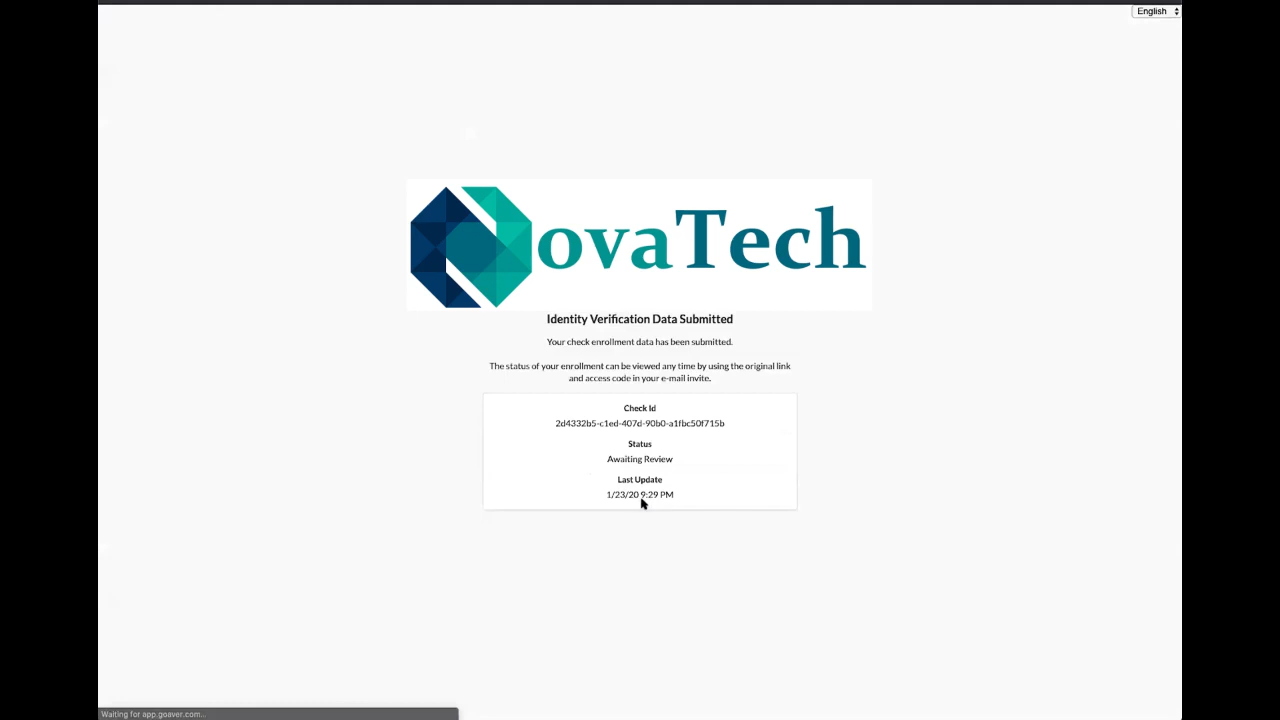 English
ovaTech
Identity Verification Data Submitted
Your check enrollment data has been submitted.
The status of your enrollment can be viewed any time by using the original link
and access code in your e-mail invite.
Check Id
2d4332b5-c1ed-407d-90b0-a1fbc50f715b
Status
Awaiting Review
Last Update
1/23/20 9:29 PM
Waiting for app.goaver.com...